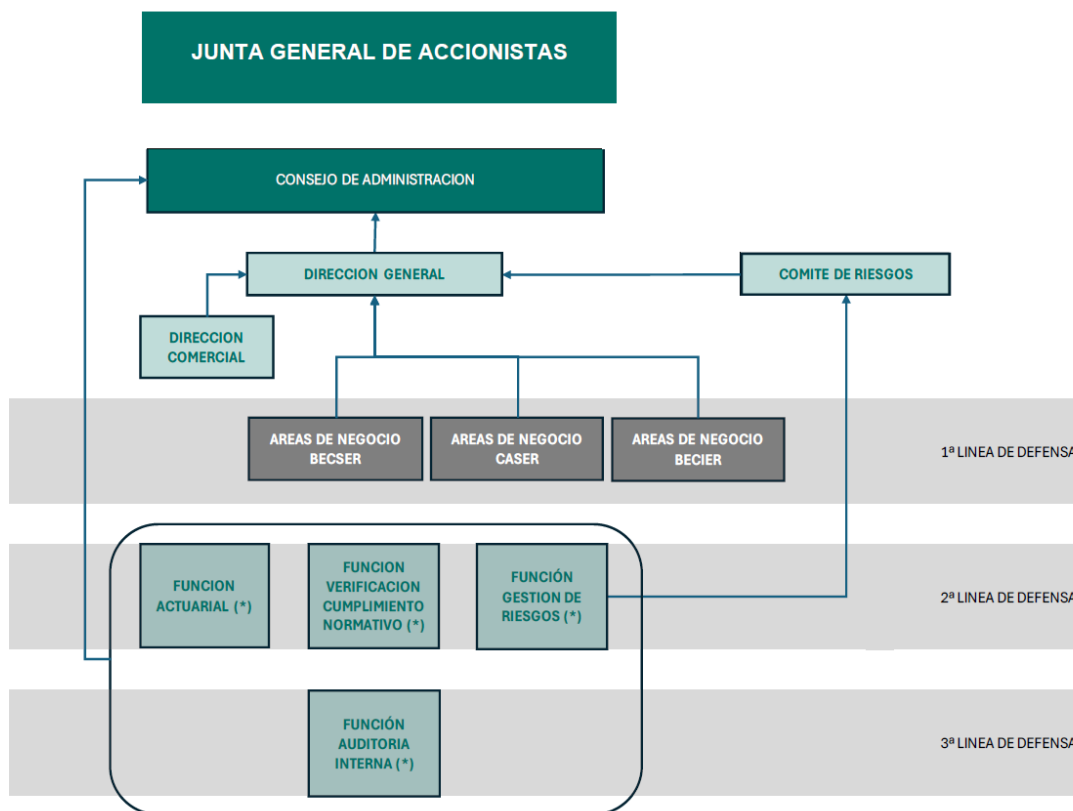 JUNTA GENERAL DE ACCIONISTAS
CONSEJO DE ADMINISTRACION
DIRECCION GENERAL
COMITE DE RIESGOS
DIRECCION
COMERCIAL
AREAS DE NEGOCIO
BECSER
AREAS DE NEGOCIO
CASER
AREAS DE NEGOCIO
BECIER
1ª LINEA DE DEFENSA
FUNCION
ACTUARIAL (*)
FUNCION
VERIFICACION
CUMPLIMIENTO
NORMATIVO (*)
FUNCIÓN
GESTION DE
RIESGOS (*)
2ª LINEA DE DEFENSA
FUNCIÓN
AUDITORIA
INTERNA (*)
3ª LINEA DE DEFENSA